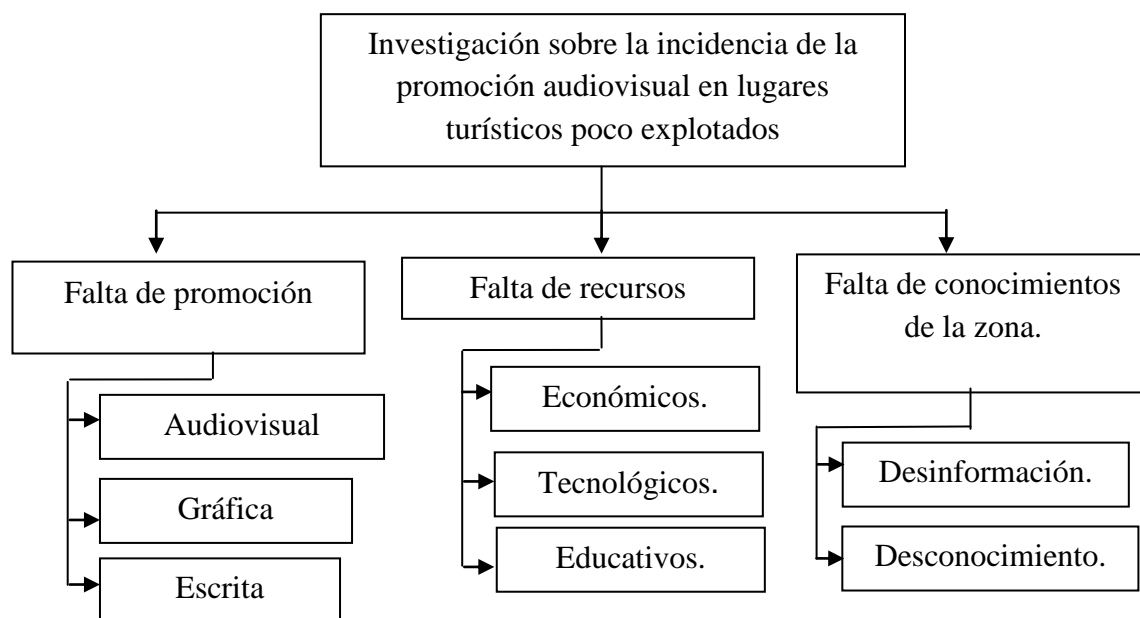 Investigación sobre la incidencia de la
promoción audiovisual en lugares
turísticos poco explotados
Falta de promoción
Audiovisual
Gráfica
Escrita
Falta de recursos
Económicos.
Tecnológicos.
Educativos.
Falta de conocimientos
de la zona.
Desinformación.
Desconocimiento.